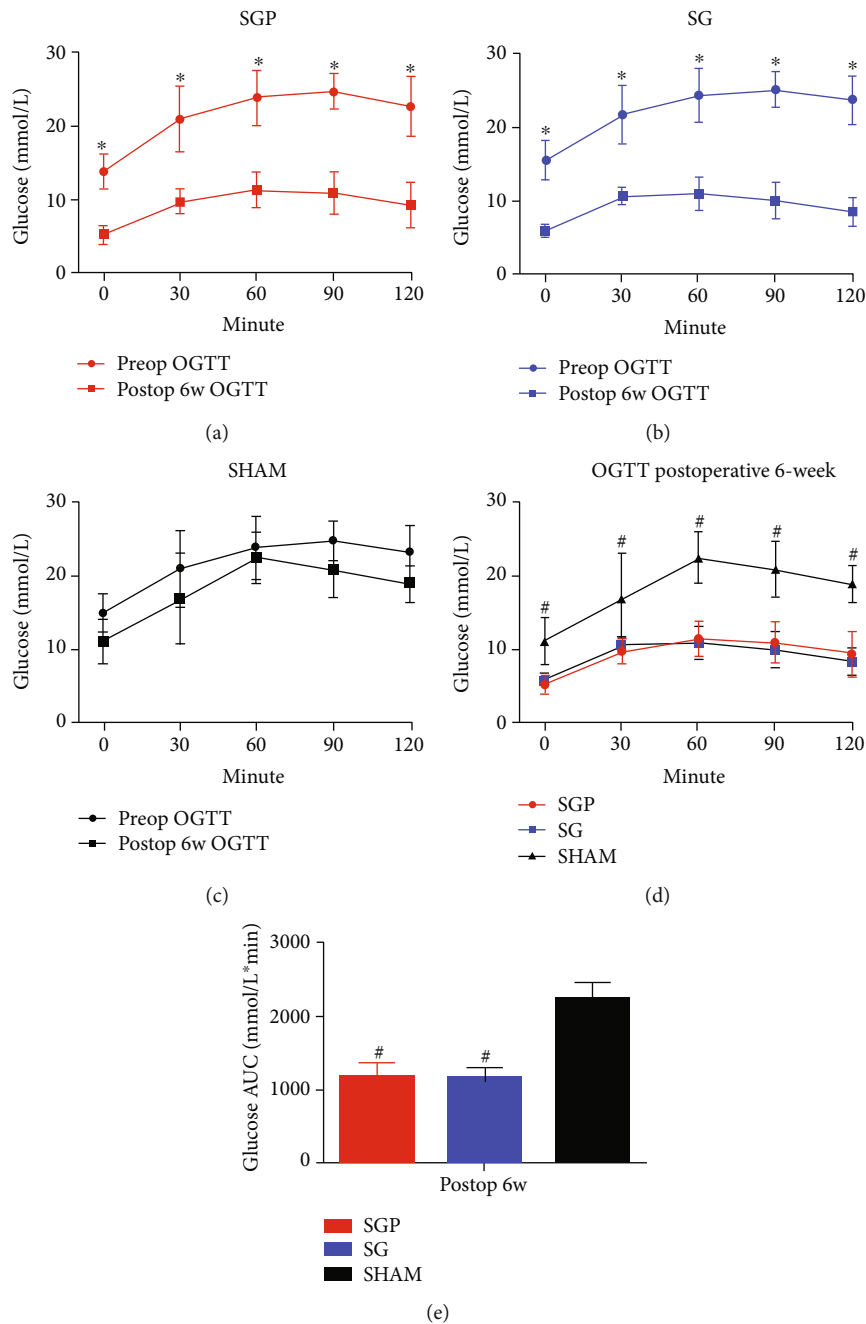 SGP
Glucose (mmol/L)
30
20
10
0
* * * * *
0 30 60 90 120
Minute
Preop OGTT
Postop 6w OGTT
(a)
SG
Glucose (mmol/L)
30
20
10
0
* * * * *
0 30 60 90 120
Minute
Preop OGTT
Postop 6w OGTT
(b)
SHAM
Glucose (mmol/L)
30
20
10
0
0 30 60 90 120
Minute
Preop OGTT
Postop 6w OGTT
(c)
OGTT postoperative 6-week
Glucose (mmol/L)
30
20
10
0
# # # # #
0 30 60 90 120
Minute
SGP
SG
SHAM
(d)
Glucose AUC (mmol/L*min)
3000
2000
1000
0
# #
Postop 6w
SGP
SG
SHAM
(e)